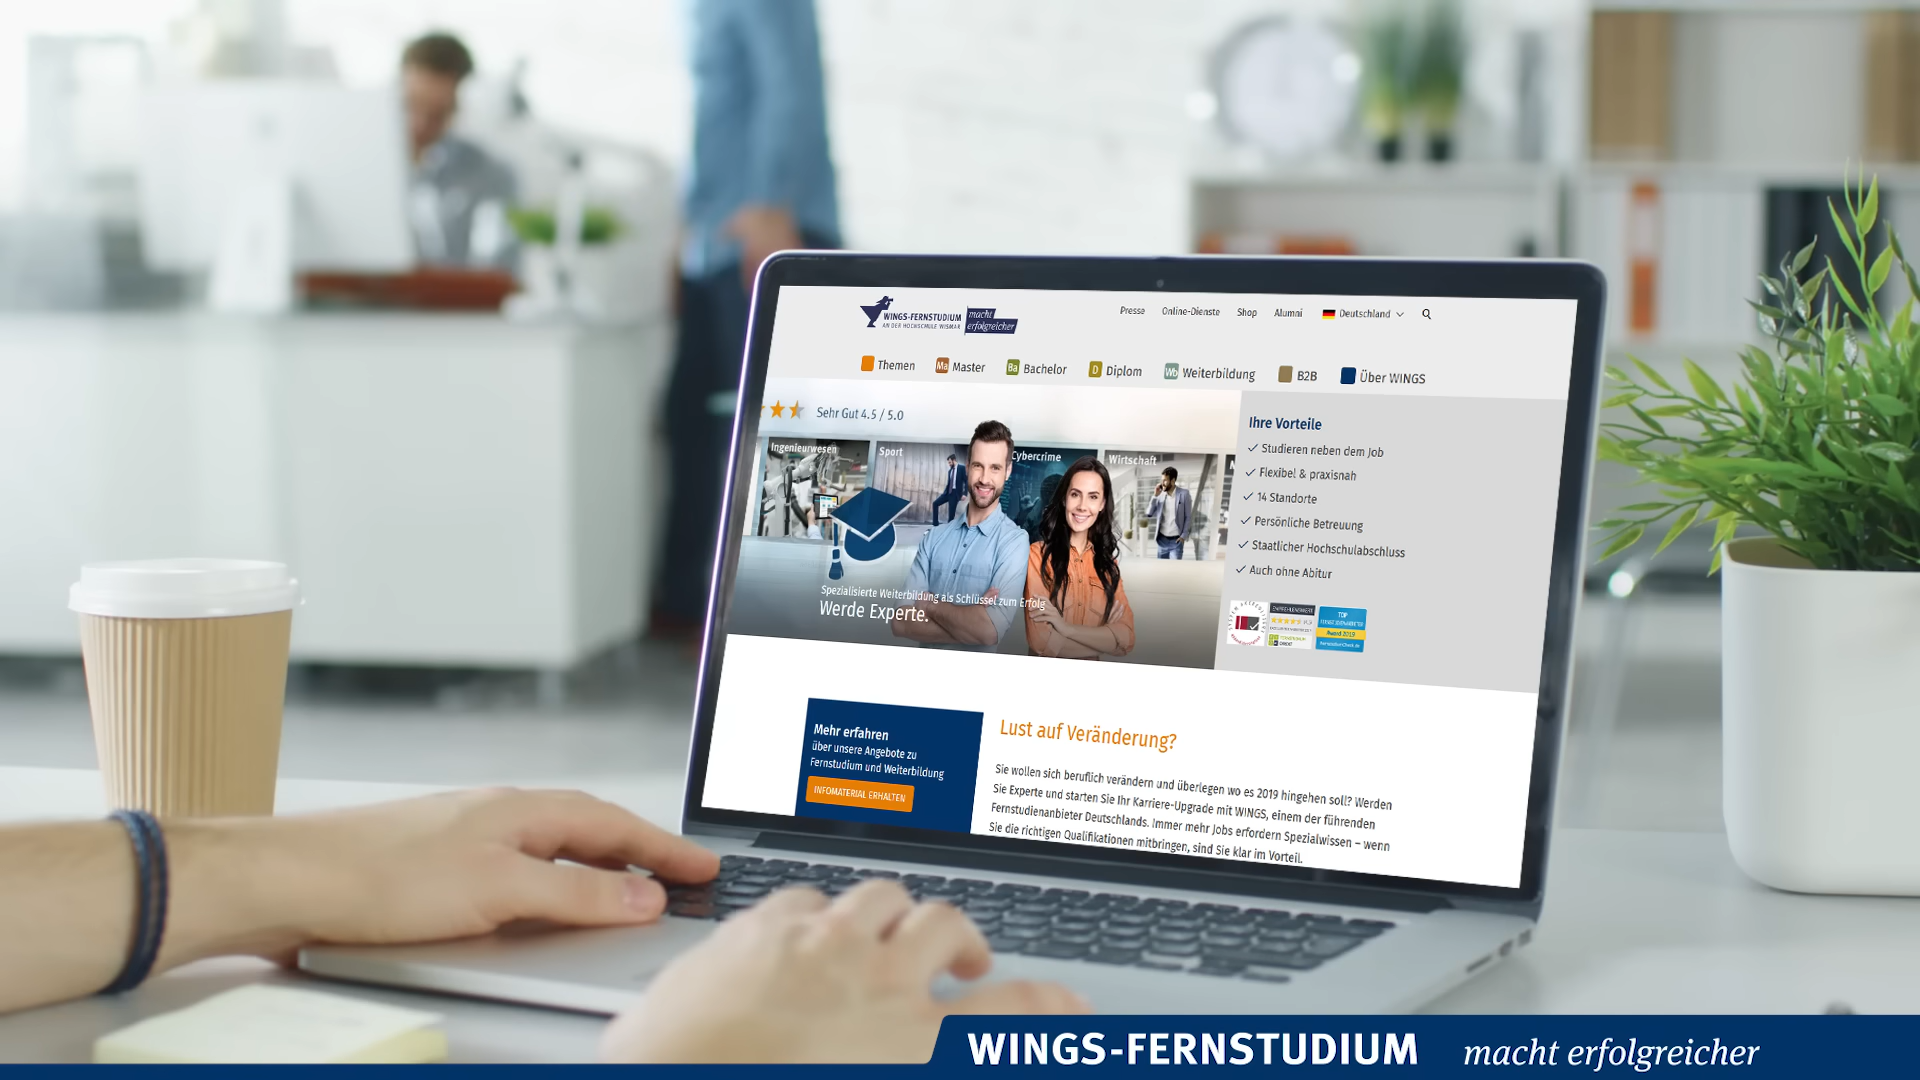 WINGS-FERNSTUDIUM
AN DER HOCHSCHULE WISMAR
macht
erfolgreicher
Presse Online-Dienste Shop Alumni Deutschland
Themen Ma Master Ba Bachelor D Diplom Wb Weiterbildung B2B Über WINGS
Sehr Gut 4.5 / 5.0
Ingenieurwesen Sport Cybercrime Wirtschaft
Spezialisierte Weiterbildung als Schlüssel zum Erfolg
Werde Experte.
Ihre Vorteile
Studieren neben dem Job
Flexibel & praxisnah
14 Standorte
Persönliche Betreuung
Staatlicher Hochschulabschluss
Auch ohne Abitur
TOP
Award 2019
Mehr erfahren
über unsere Angebote zu
Fernstudium und Weiterbildung
INFOMATERIAL ERHALTEN
Lust auf Veränderung?
Sie wollen sich beruflich verändern und überlegen wo es 2019 hingehen soll? Werden
Sie Experte und starten Sie Ihr Karriere-Upgrade mit WINGS, einem der führenden
Fernstudienanbieter Deutschlands. Immer mehr Jobs erfordern Spezialwissen – wenn
Sie die richtigen Qualifikationen mitbringen, sind Sie klar im Vorteil.
WINGS-FERNSTUDIUM macht erfolgreicher